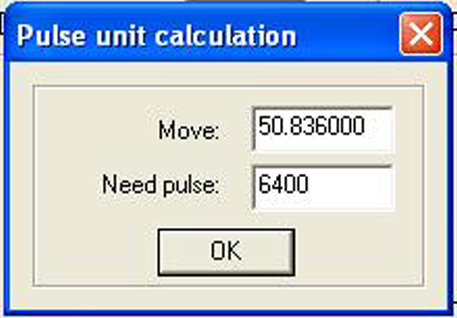 Pulse unit calculation
Move: 50.836000
Need pulse: 6400
OK